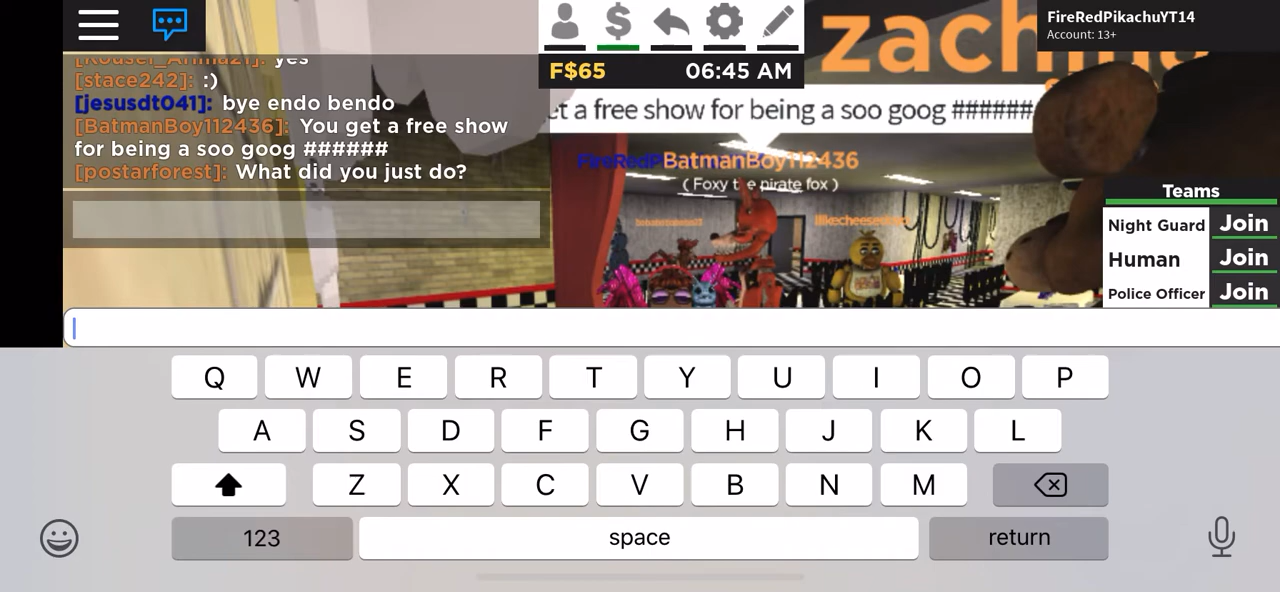 yes
[stace242]: :)
[jesusdt041]: bye endo bendo
[BatmanBoy112436]: You get a free show
for being a soo goog ######
[postarforest]: What did you just do?
F$65
06:45 AM
FireRedPikachuYT14
Account: 13+
et a free show for being a soo goog ######
FireRedP
BatmanBoy112436
( Foxy t e pirate fox )
Teams
Night Guard Join
Human Join
Police Officer Join
Q W E R T Y U I O P
A S D F G H J K L
Z X C V B N M
123 space return